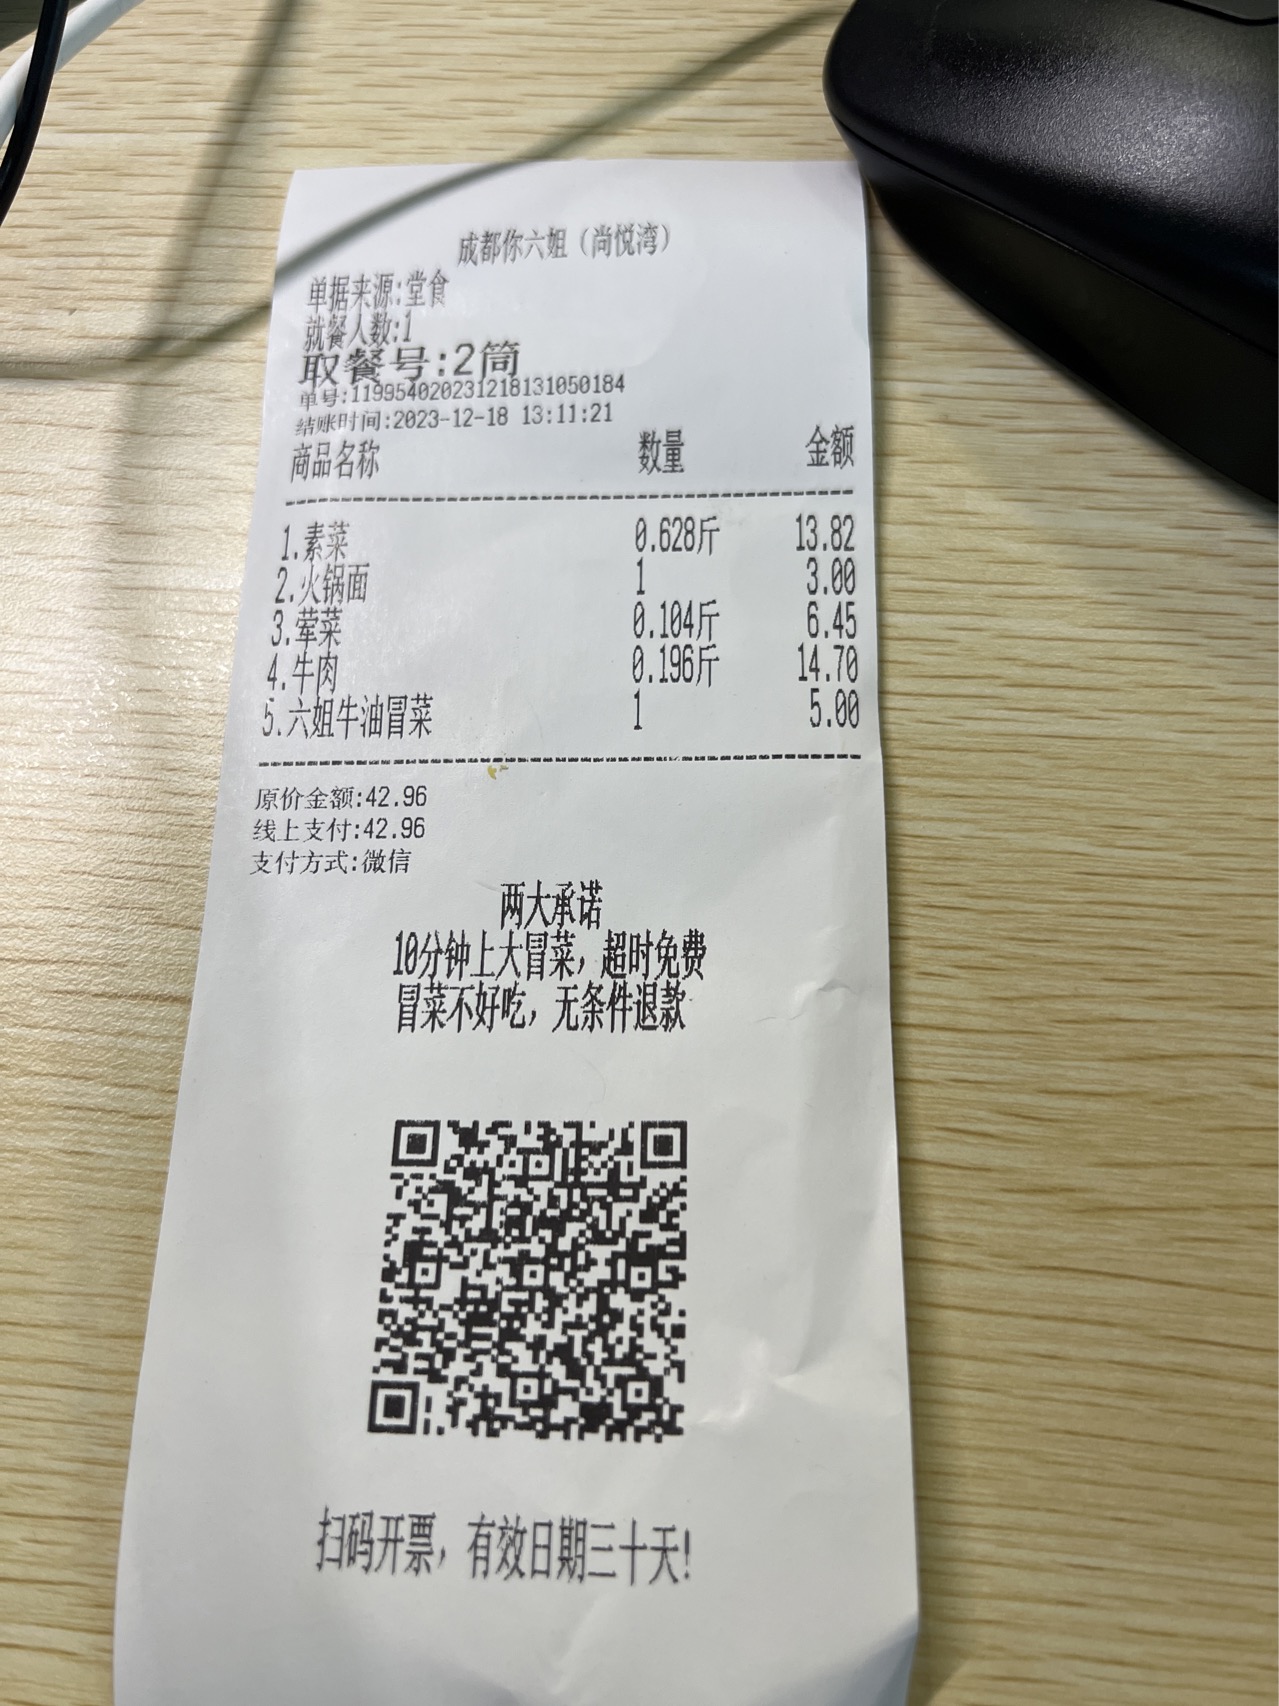 成都你六姐（尚悦湾）
单据来源:堂食
就餐人数:1
取餐号:2筒
单号:119954020231218131050184
结账时间:2023-12-18 13:11:21
商品名称 数量 金额
1.素菜 0.628斤 13.82
2.火锅面 1 3.00
3.荤菜 0.104斤 6.45
4.牛肉 0.196斤 14.70
5.六姐牛油冒菜 1 5.00
原价金额:42.96
线上支付:42.96
支付方式:微信
两大承诺
10分钟上大冒菜，超时免费
冒菜不好吃，无条件退款
扫码开票，有效日期三十天!